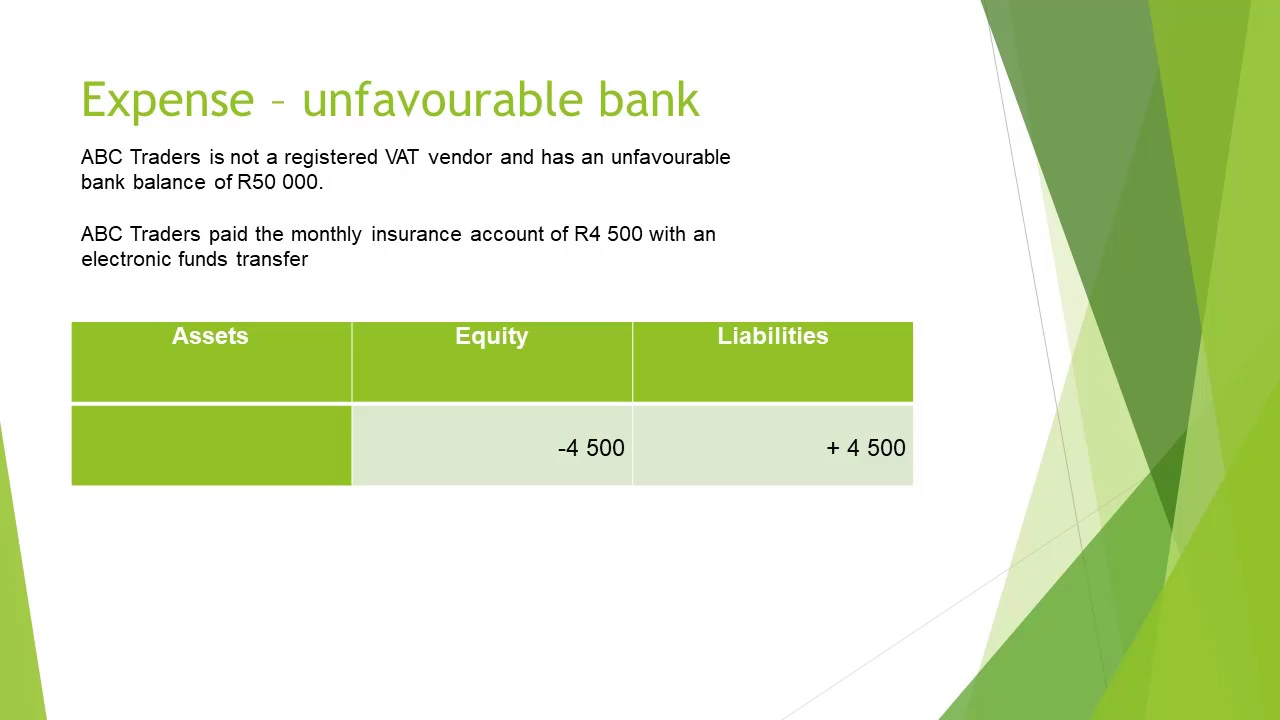 Expense – unfavourable bank
ABC Traders is not a registered VAT vendor and has an unfavourable
bank balance of R50 000.
ABC Traders paid the monthly insurance account of R4 500 with an
electronic funds transfer
Assets Equity Liabilities
-4 500 + 4 500